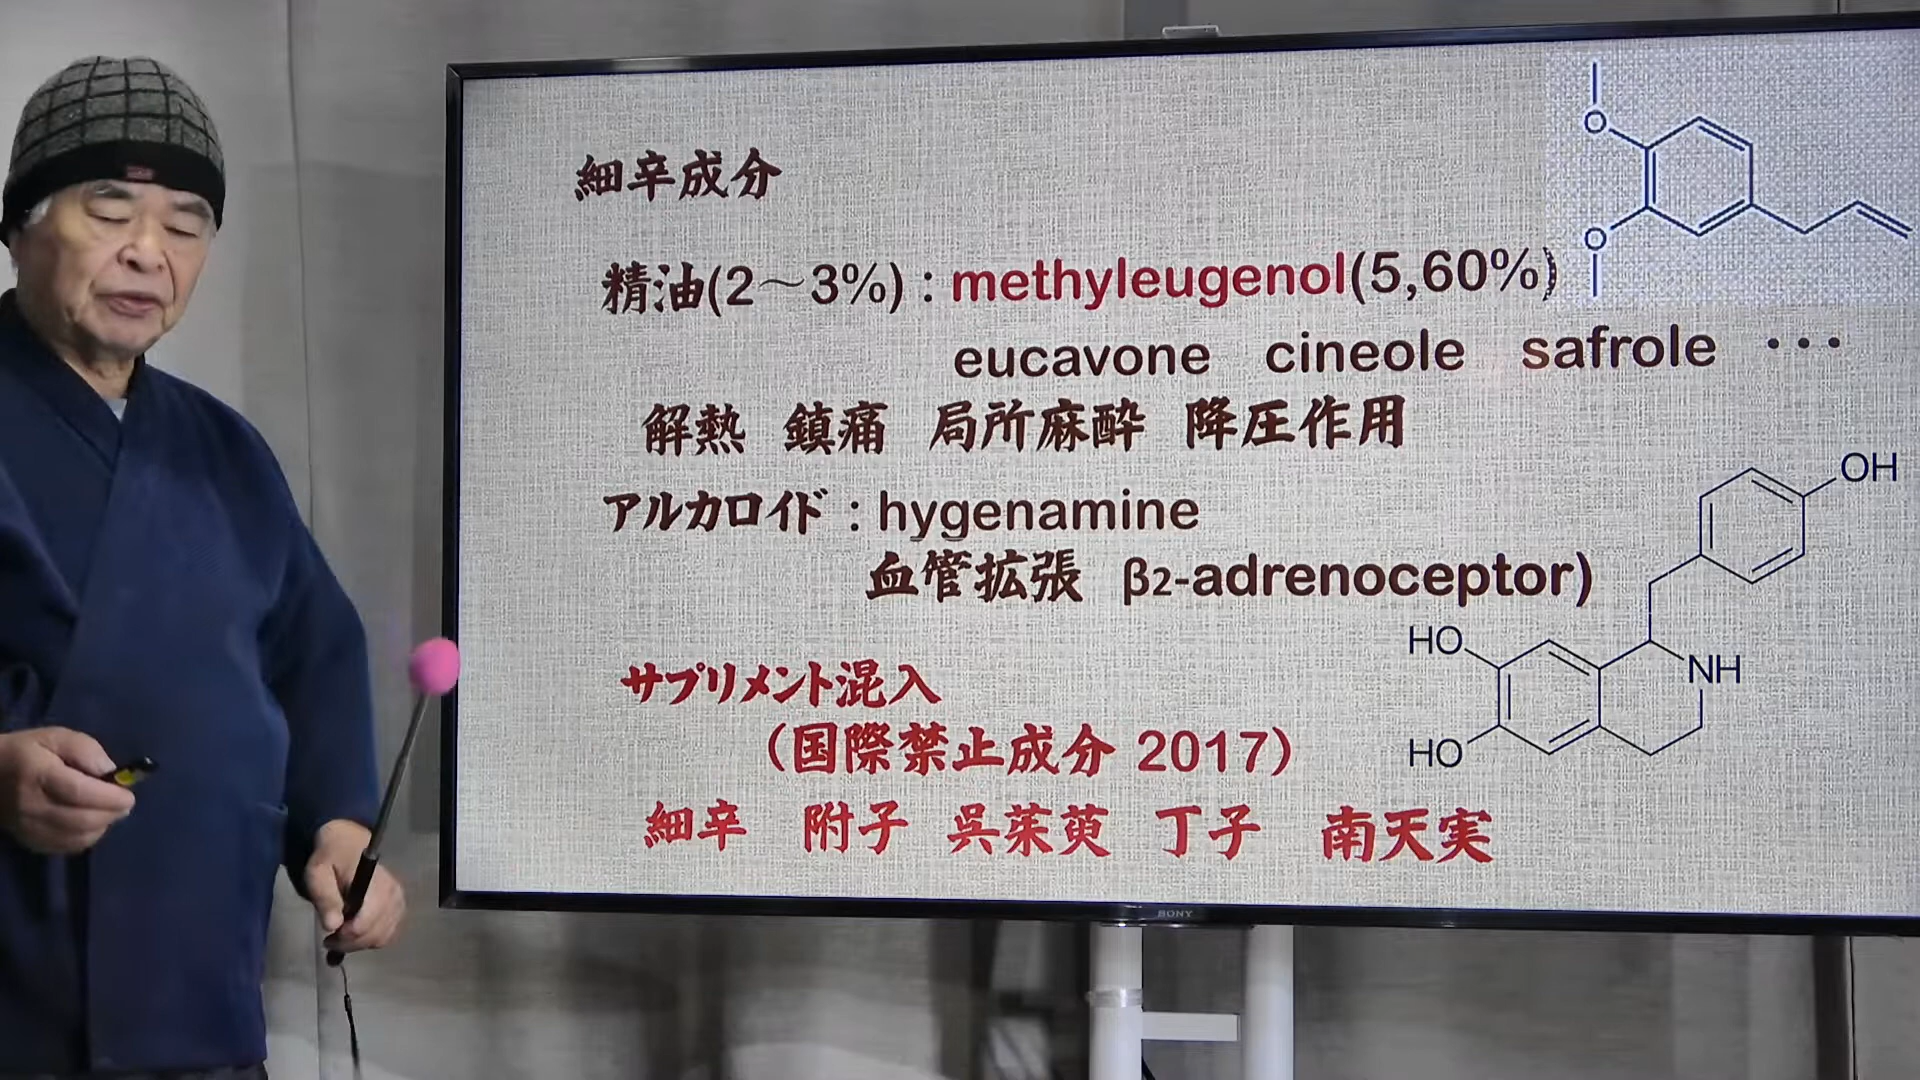 細辛成分
精油(2～3%) : methyleugenol(5,60%)
eucavone cineole safrole ・・・
解熱 鎮痛 局所麻酔 降圧作用
アルカロイド : hygenamine
血管拡張 β2-adrenoceptor)
サプリメント混入
（国際禁止成分 2017）
細辛 附子 呉茱萸 丁子 南天実
O
O
OH
HO
NH
HO
SONY